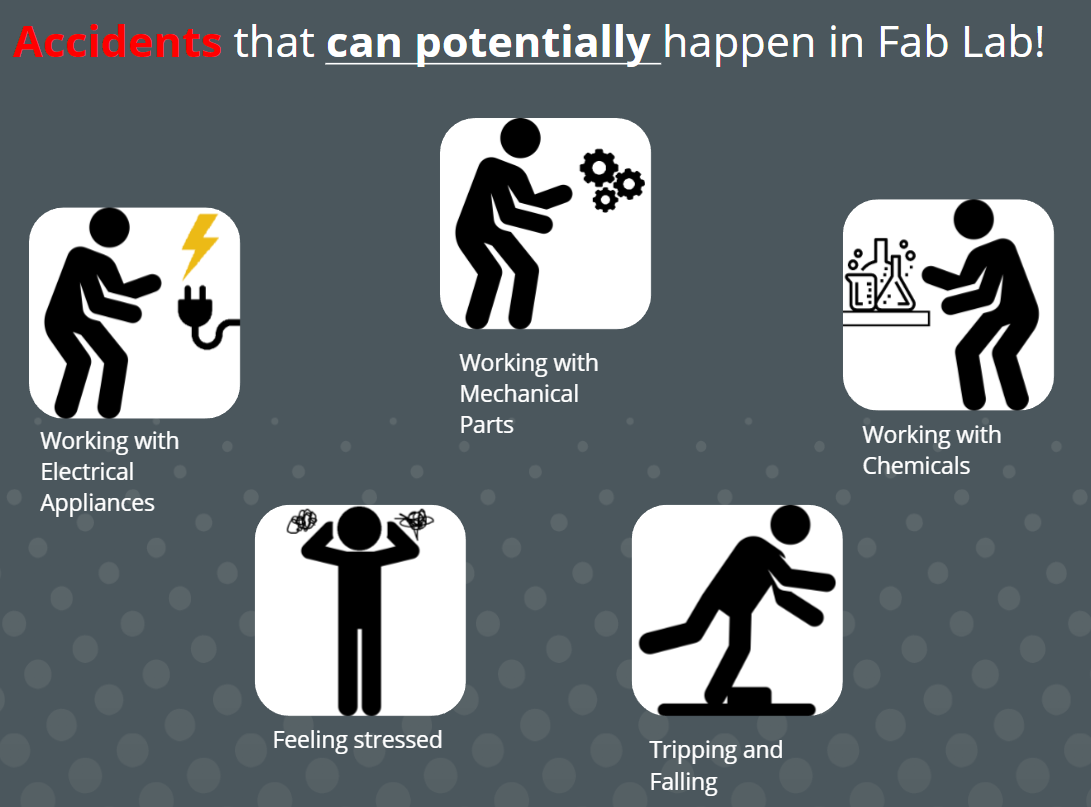 Accidents that can potentially happen in Fab Lab!
Working with
Mechanical
Parts
Working with
Electrical
Appliances
Working with
Chemicals
Feeling stressed
Tripping and
Falling